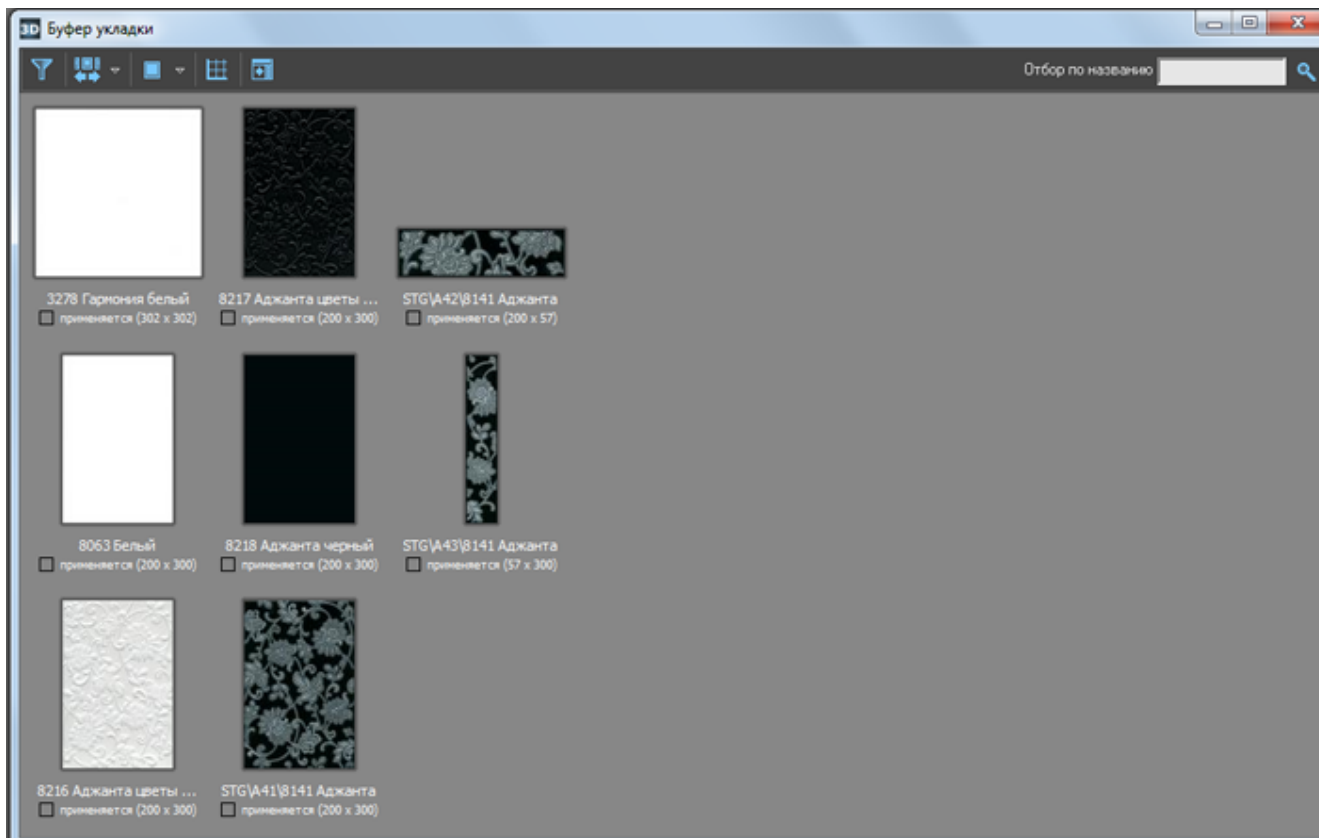 3D Буфер укладки
Отбор по названию
3278 Гармония белый
применяется (302 x 302)
8217 Аджанта цветы ...
применяется (200 x 300)
STG\A42\8141 Аджанта
применяется (200 x 57)
8063 Белый
применяется (200 x 300)
8218 Аджанта черный
применяется (200 x 300)
STG\A43\8141 Аджанта
применяется (57 x 300)
8216 Аджанта цветы ...
применяется (200 x 300)
STG\A41\8141 Аджанта
применяется (200 x 300)